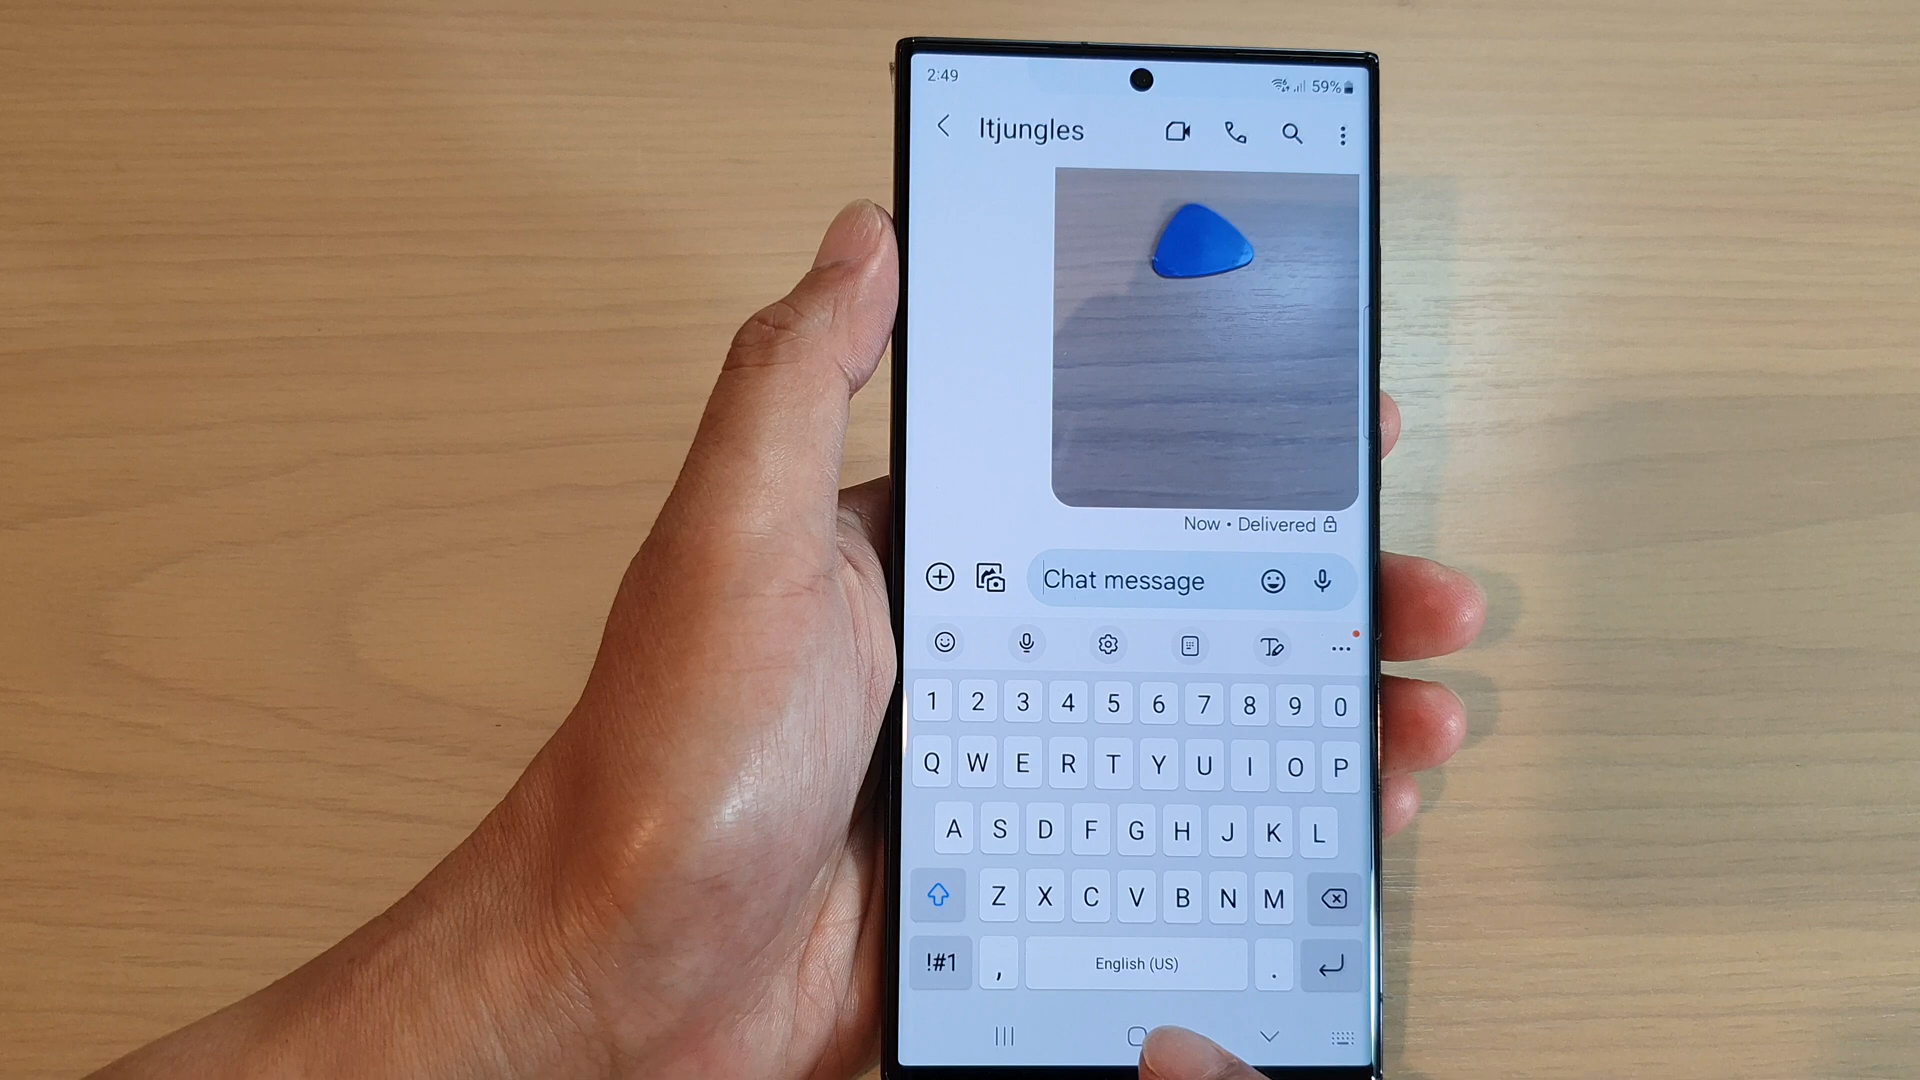 2:49 59%
Itjungles
Now • Delivered
Chat message
1 2 3 4 5 6 7 8 9 0
Q W E R T Y U I O P
A S D F G H J K L
Z X C V B N M
!#1 , English (US) .